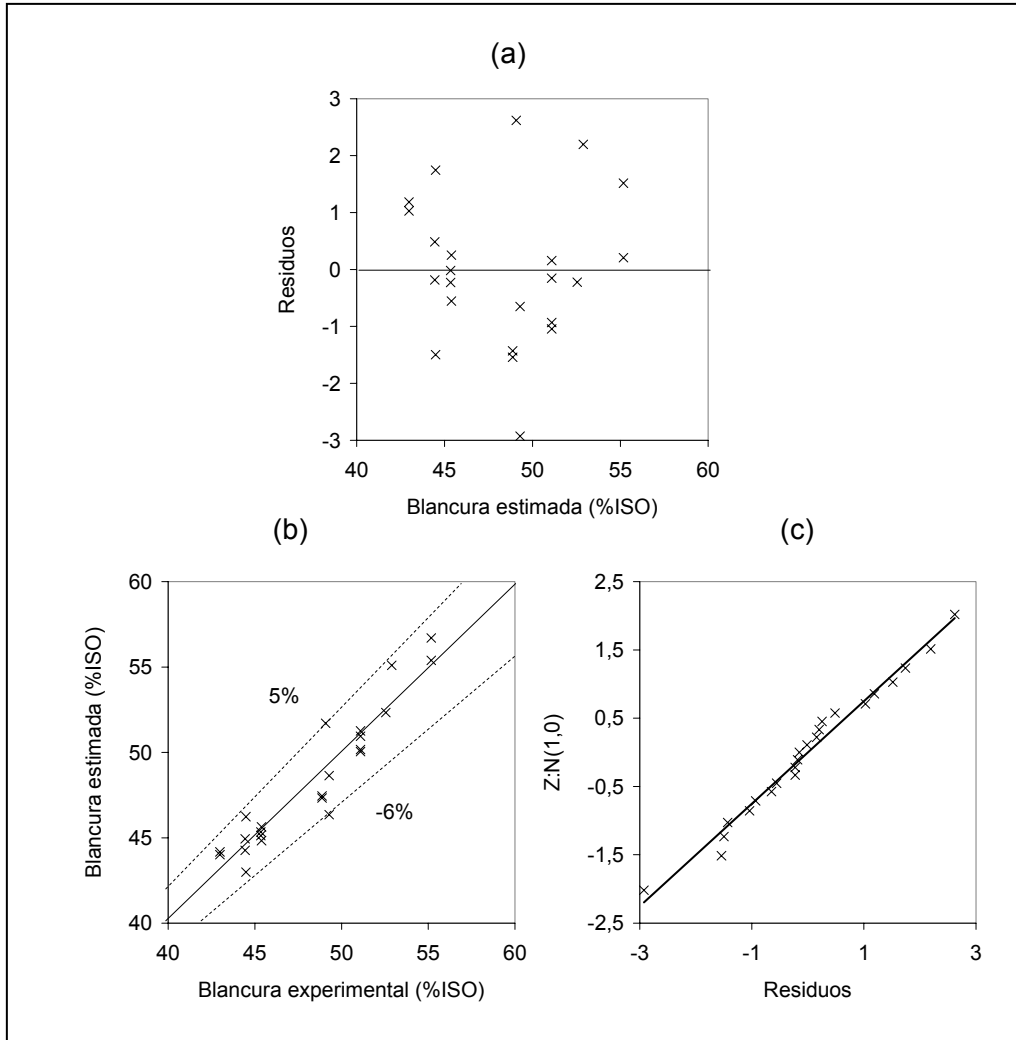 (a)
3
2
1
0
-1
-2
-3
40 45 50 55 60
Residuos
Blancura estimada (%ISO)
(b)
60
55
50
45
40
40 45 50 55 60
5%
-6%
Blancura estimada (%ISO)
Blancura experimental (%ISO)
(c)
2,5
1,5
0,5
-0,5
-1,5
-2,5
-3 -1 1 3
Z:N(1,0)
Residuos